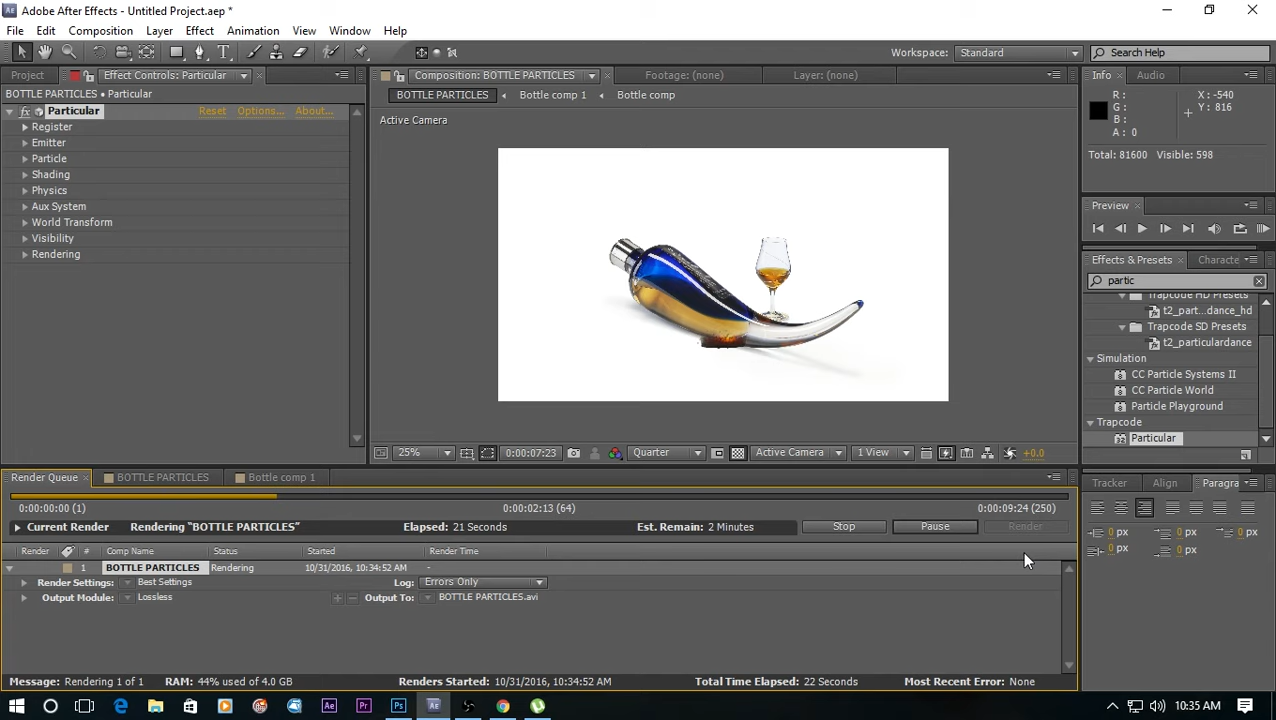 Adobe After Effects - Untitled Project.aep *
File Edit Composition Layer Effect Animation View Window Help
Workspace: Standard Search Help
Project Effect Controls: Particular Composition: BOTTLE PARTICLES Footage: (none) Layer: (none) Info Audio
BOTTLE PARTICLES • Particular
BOTTLE PARTICLES Bottle comp 1 Bottle comp
fx Particular Reset Options... About...
Register
Emitter
Particle
Shading
Physics
Aux System
World Transform
Visibility
Rendering
Active Camera
R :
G :
B :
A : 0
X : -540
Y : 816
Total: 81600 Visible: 598
Preview
Effects & Presets Characte
partic
Trapcode HD Presets
t2_part...dance_hd
Trapcode SD Presets
t2_particulardance
Simulation
CC Particle Systems II
CC Particle World
Particle Playground
Trapcode
Particular
25% 0:00:07:23 Quarter Active Camera 1 View +0.0
Render Queue BOTTLE PARTICLES Bottle comp 1
Tracker Align Paragra
0:00:00:00 (1) 0:00:02:13 (64) 0:00:09:24 (250)
Current Render Rendering "BOTTLE PARTICLES" Elapsed: 21 Seconds Est. Remain: 2 Minutes Stop Pause Render
0 px 0 px 0 px
0 px 0 px
Render # Comp Name Status Started Render Time
1 BOTTLE PARTICLES Rendering 10/31/2016, 10:34:52 AM -
Render Settings: Best Settings Log: Errors Only
Output Module: Lossless Output To: BOTTLE PARTICLES.avi
Message: Rendering 1 of 1 RAM: 44% used of 4.0 GB Renders Started: 10/31/2016, 10:34:52 AM Total Time Elapsed: 22 Seconds Most Recent Error: None
Ae Pr Ps Ae 10:35 AM